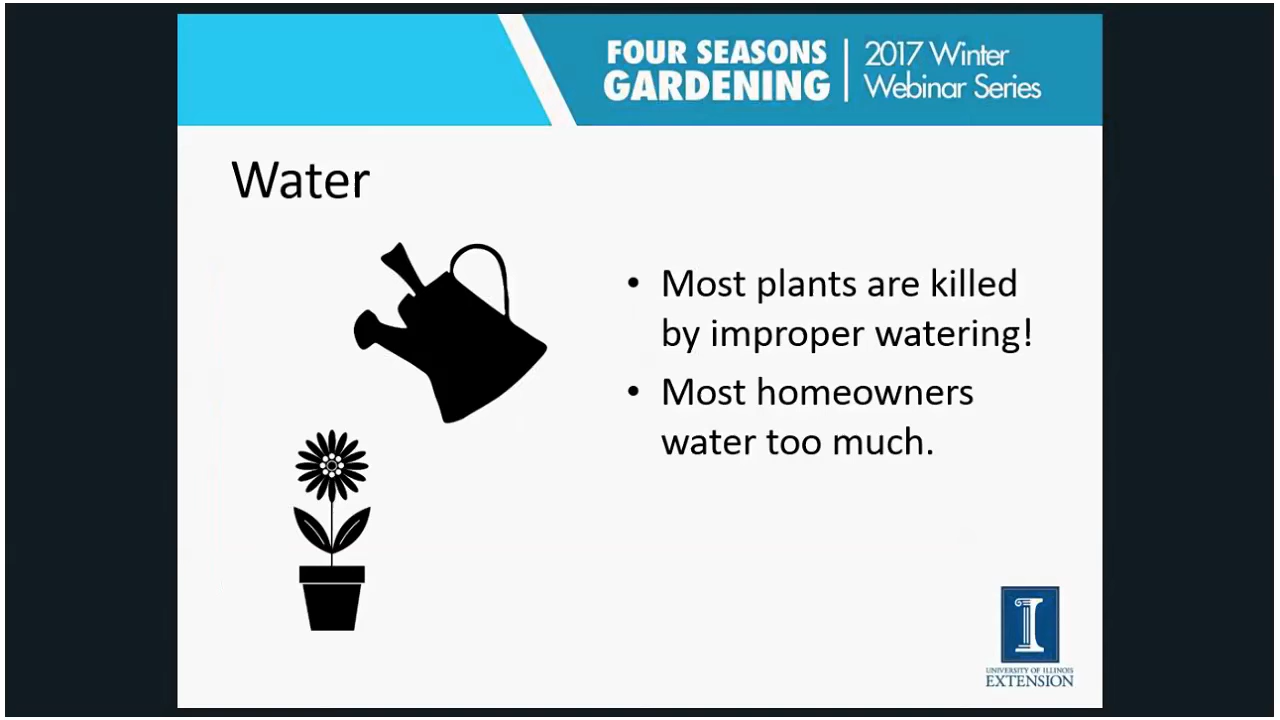 FOUR SEASONS
GARDENING
2017 Winter
Webinar Series
Water
• Most plants are killed
by improper watering!
• Most homeowners
water too much.
I
UNIVERSITY OF ILLINOIS
EXTENSION